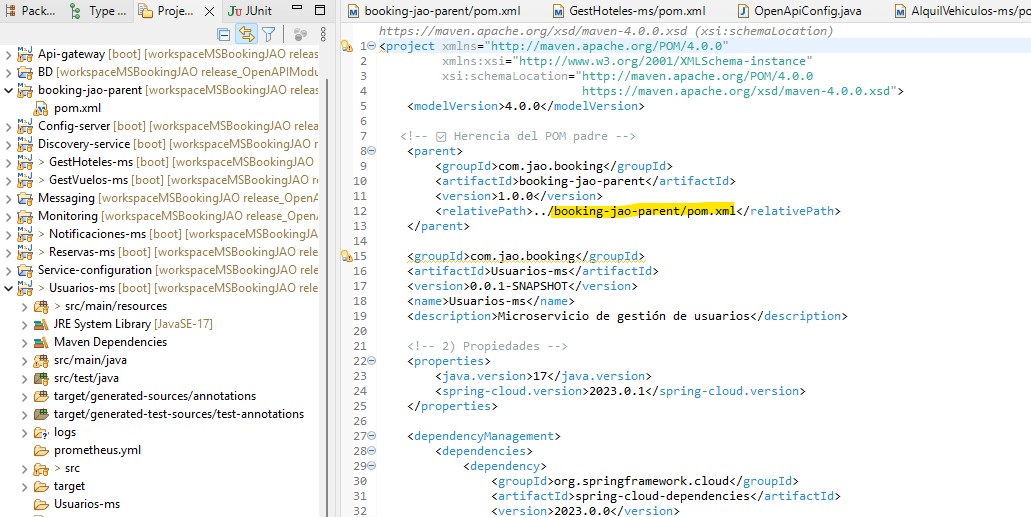 Pack...
Type ...
Proje...
JUnit
Api-gateway [boot] [workspaceMSBookingJAO relea
BD [workspaceMSBookingJAO release_OpenAPIModu
booking-jao-parent [workspaceMSBookingJAO releas
pom.xml
Config-server [boot] [workspaceMSBookingJAO relea
Discovery-service [boot] [workspaceMSBookingJAO r
> GestHoteles-ms [boot] [workspaceMSBookingJAO
> GestVuelos-ms [boot] [workspaceMSBookingJAO r
Messaging [workspaceMSBookingJAO release_OpenA
Monitoring [workspaceMSBookingJAO release_OpenA
> Notificaciones-ms [boot] [workspaceMSBookingJA
> Reservas-ms [boot] [workspaceMSBookingJAO rele
Service-configuration [workspaceMSBookingJAO rele
> Usuarios-ms [boot] [workspaceMSBookingJAO rele
> src/main/resources
JRE System Library [JavaSE-17]
Maven Dependencies
src/main/java
src/test/java
target/generated-sources/annotations
target/generated-test-sources/test-annotations
logs
prometheus.yml
> src
target
Usuarios-ms
booking-jao-parent/pom.xml
GestHoteles-ms/pom.xml
OpenApiConfig.java
AlquilVehiculos-ms/po
https://maven.apache.org/xsd/maven-4.0.0.xsd (xsi:schemaLocation)
1 <project xmlns="http://maven.apache.org/POM/4.0.0"
2 xmlns:xsi="http://www.w3.org/2001/XMLSchema-instance"
3 xsi:schemaLocation="http://maven.apache.org/POM/4.0.0
4 https://maven.apache.org/xsd/maven-4.0.0.xsd">
5 <modelVersion>4.0.0</modelVersion>
6
7 <!-- ☑ Herencia del POM padre -->
8 <parent>
9 <groupId>com.jao.booking</groupId>
10 <artifactId>booking-jao-parent</artifactId>
11 <version>1.0.0</version>
12 <relativePath>../booking-jao-parent/pom.xml</relativePath>
13 </parent>
14
15 <groupId>com.jao.booking</groupId>
16 <artifactId>Usuarios-ms</artifactId>
17 <version>0.0.1-SNAPSHOT</version>
18 <name>Usuarios-ms</name>
19 <description>Microservicio de gestión de usuarios</description>
20
21 <!-- 2) Propiedades -->
22 <properties>
23 <java.version>17</java.version>
24 <spring-cloud.version>2023.0.1</spring-cloud.version>
25 </properties>
26
27 <dependencyManagement>
28 <dependencies>
29 <dependency>
30 <groupId>org.springframework.cloud</groupId>
31 <artifactId>spring-cloud-dependencies</artifactId>
32 <version>2023.0.0</version>